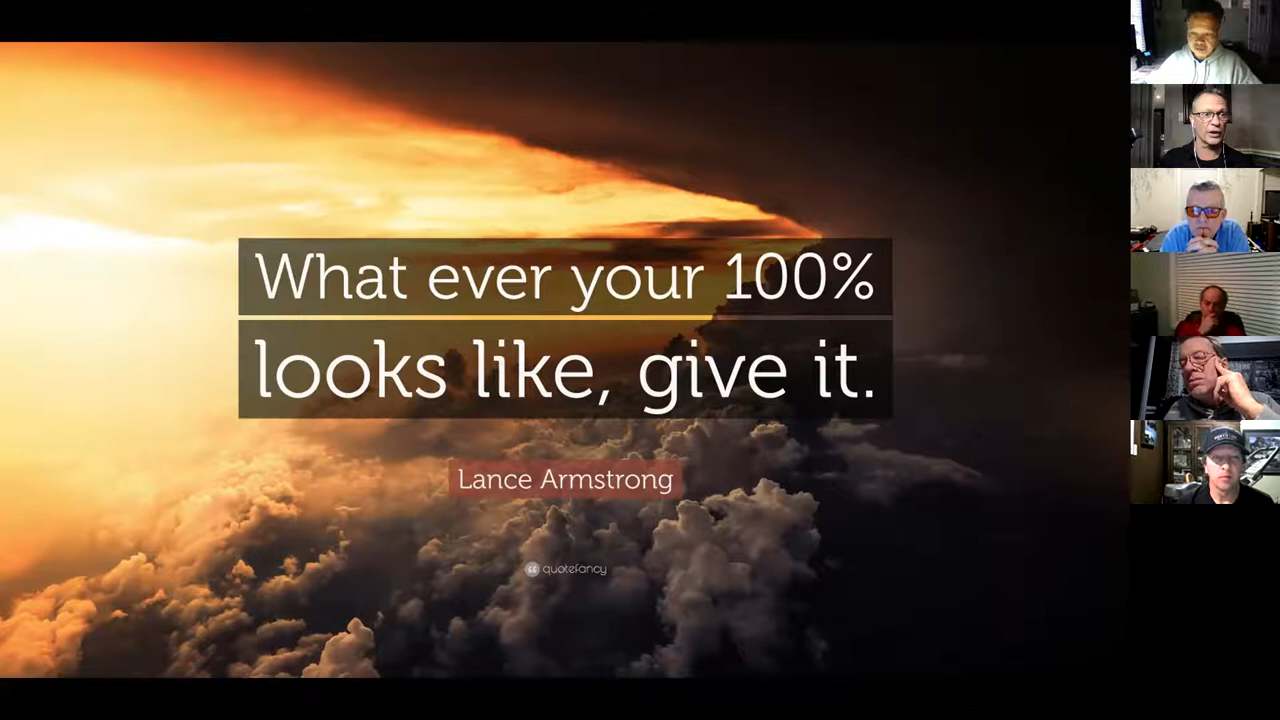 What ever your 100%
looks like, give it.
Lance Armstrong
quotefancy